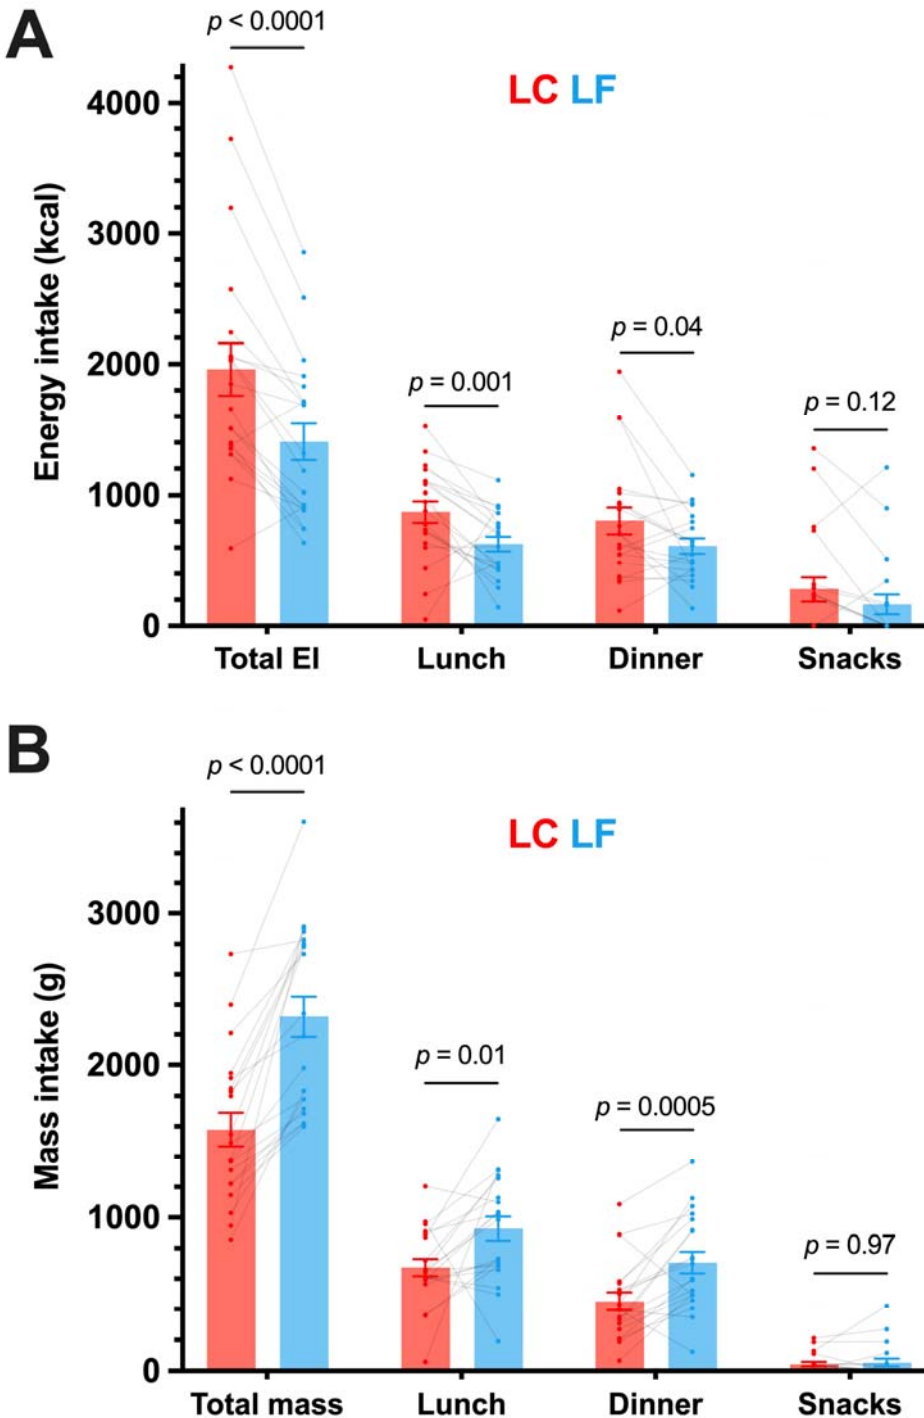 A
p < 0.0001
LC LF
4000
p = 0.04
3000
p = 0.001
p = 0.12
2000
1000
0
Energy intake (kcal)
Total EI Lunch Dinner Snacks
B
p < 0.0001
LC LF
3000
p = 0.01
2000
p = 0.0005
p = 0.97
1000
0
Mass intake (g)
Total mass Lunch Dinner Snacks